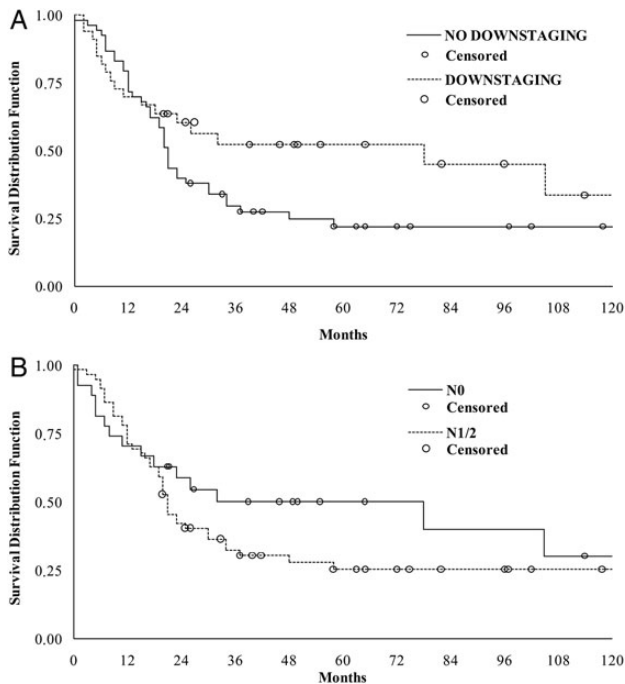 A
Survival Distribution Function
1.00
0.75
0.50
0.25
0.00
NO DOWNSTAGING
Censored
DOWNSTAGING
Censored
0 12 24 36 48 60 72 84 96 108 120
Months
B
Survival Distribution Function
1.00
0.75
0.50
0.25
0.00
N0
Censored
N1/2
Censored
0 12 24 36 48 60 72 84 96 108 120
Months